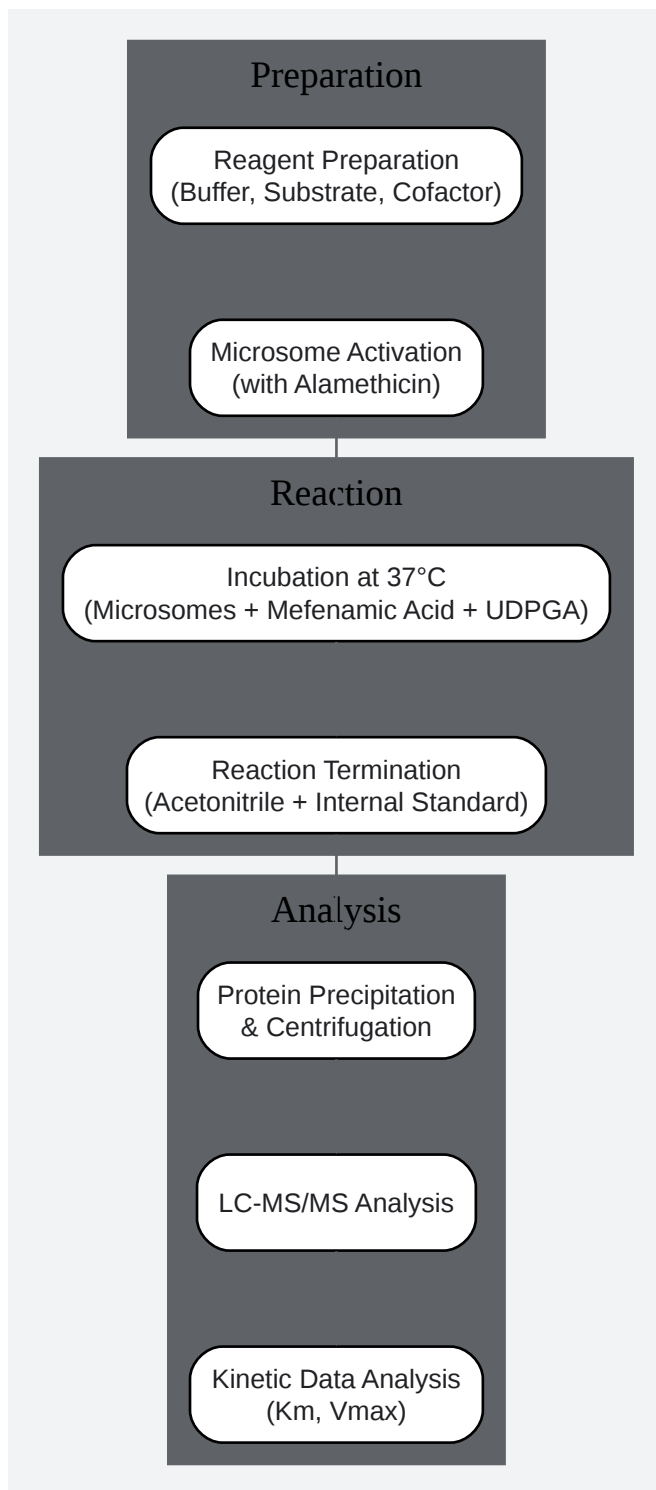 Preparation
Reagent Preparation
(Buffer, Substrate, Cofactor)
Microsome Activation
(with Alamethicin)
Reaction
Incubation at 37°C
(Microsomes + Mefenamic Acid + UDPGA)
Reaction Termination
(Acetonitrile + Internal Standard)
Analysis
Protein Precipitation
& Centrifugation
LC-MS/MS Analysis
Kinetic Data Analysis
(Km, Vmax)